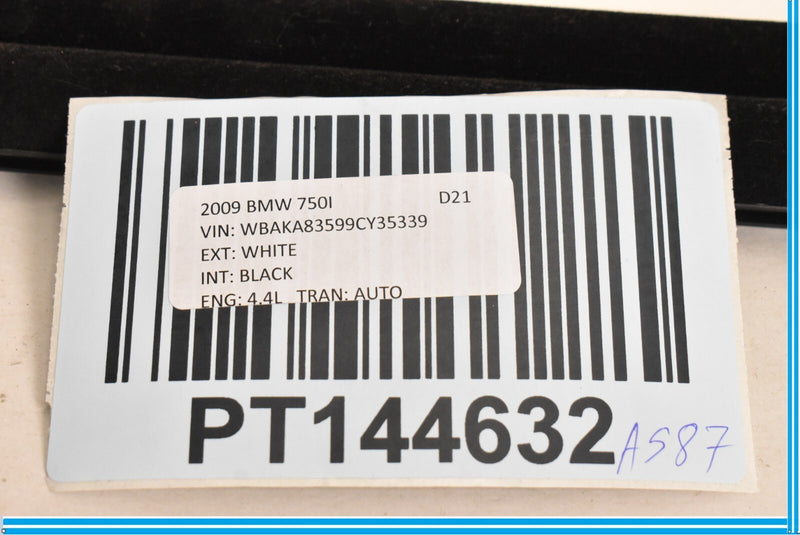 2009 BMW 750I D21
VIN: WBAKA83599CY35339
EXT: WHITE
INT: BLACK
ENG: 4.4L TRAN: AUTO
PT144632
A587